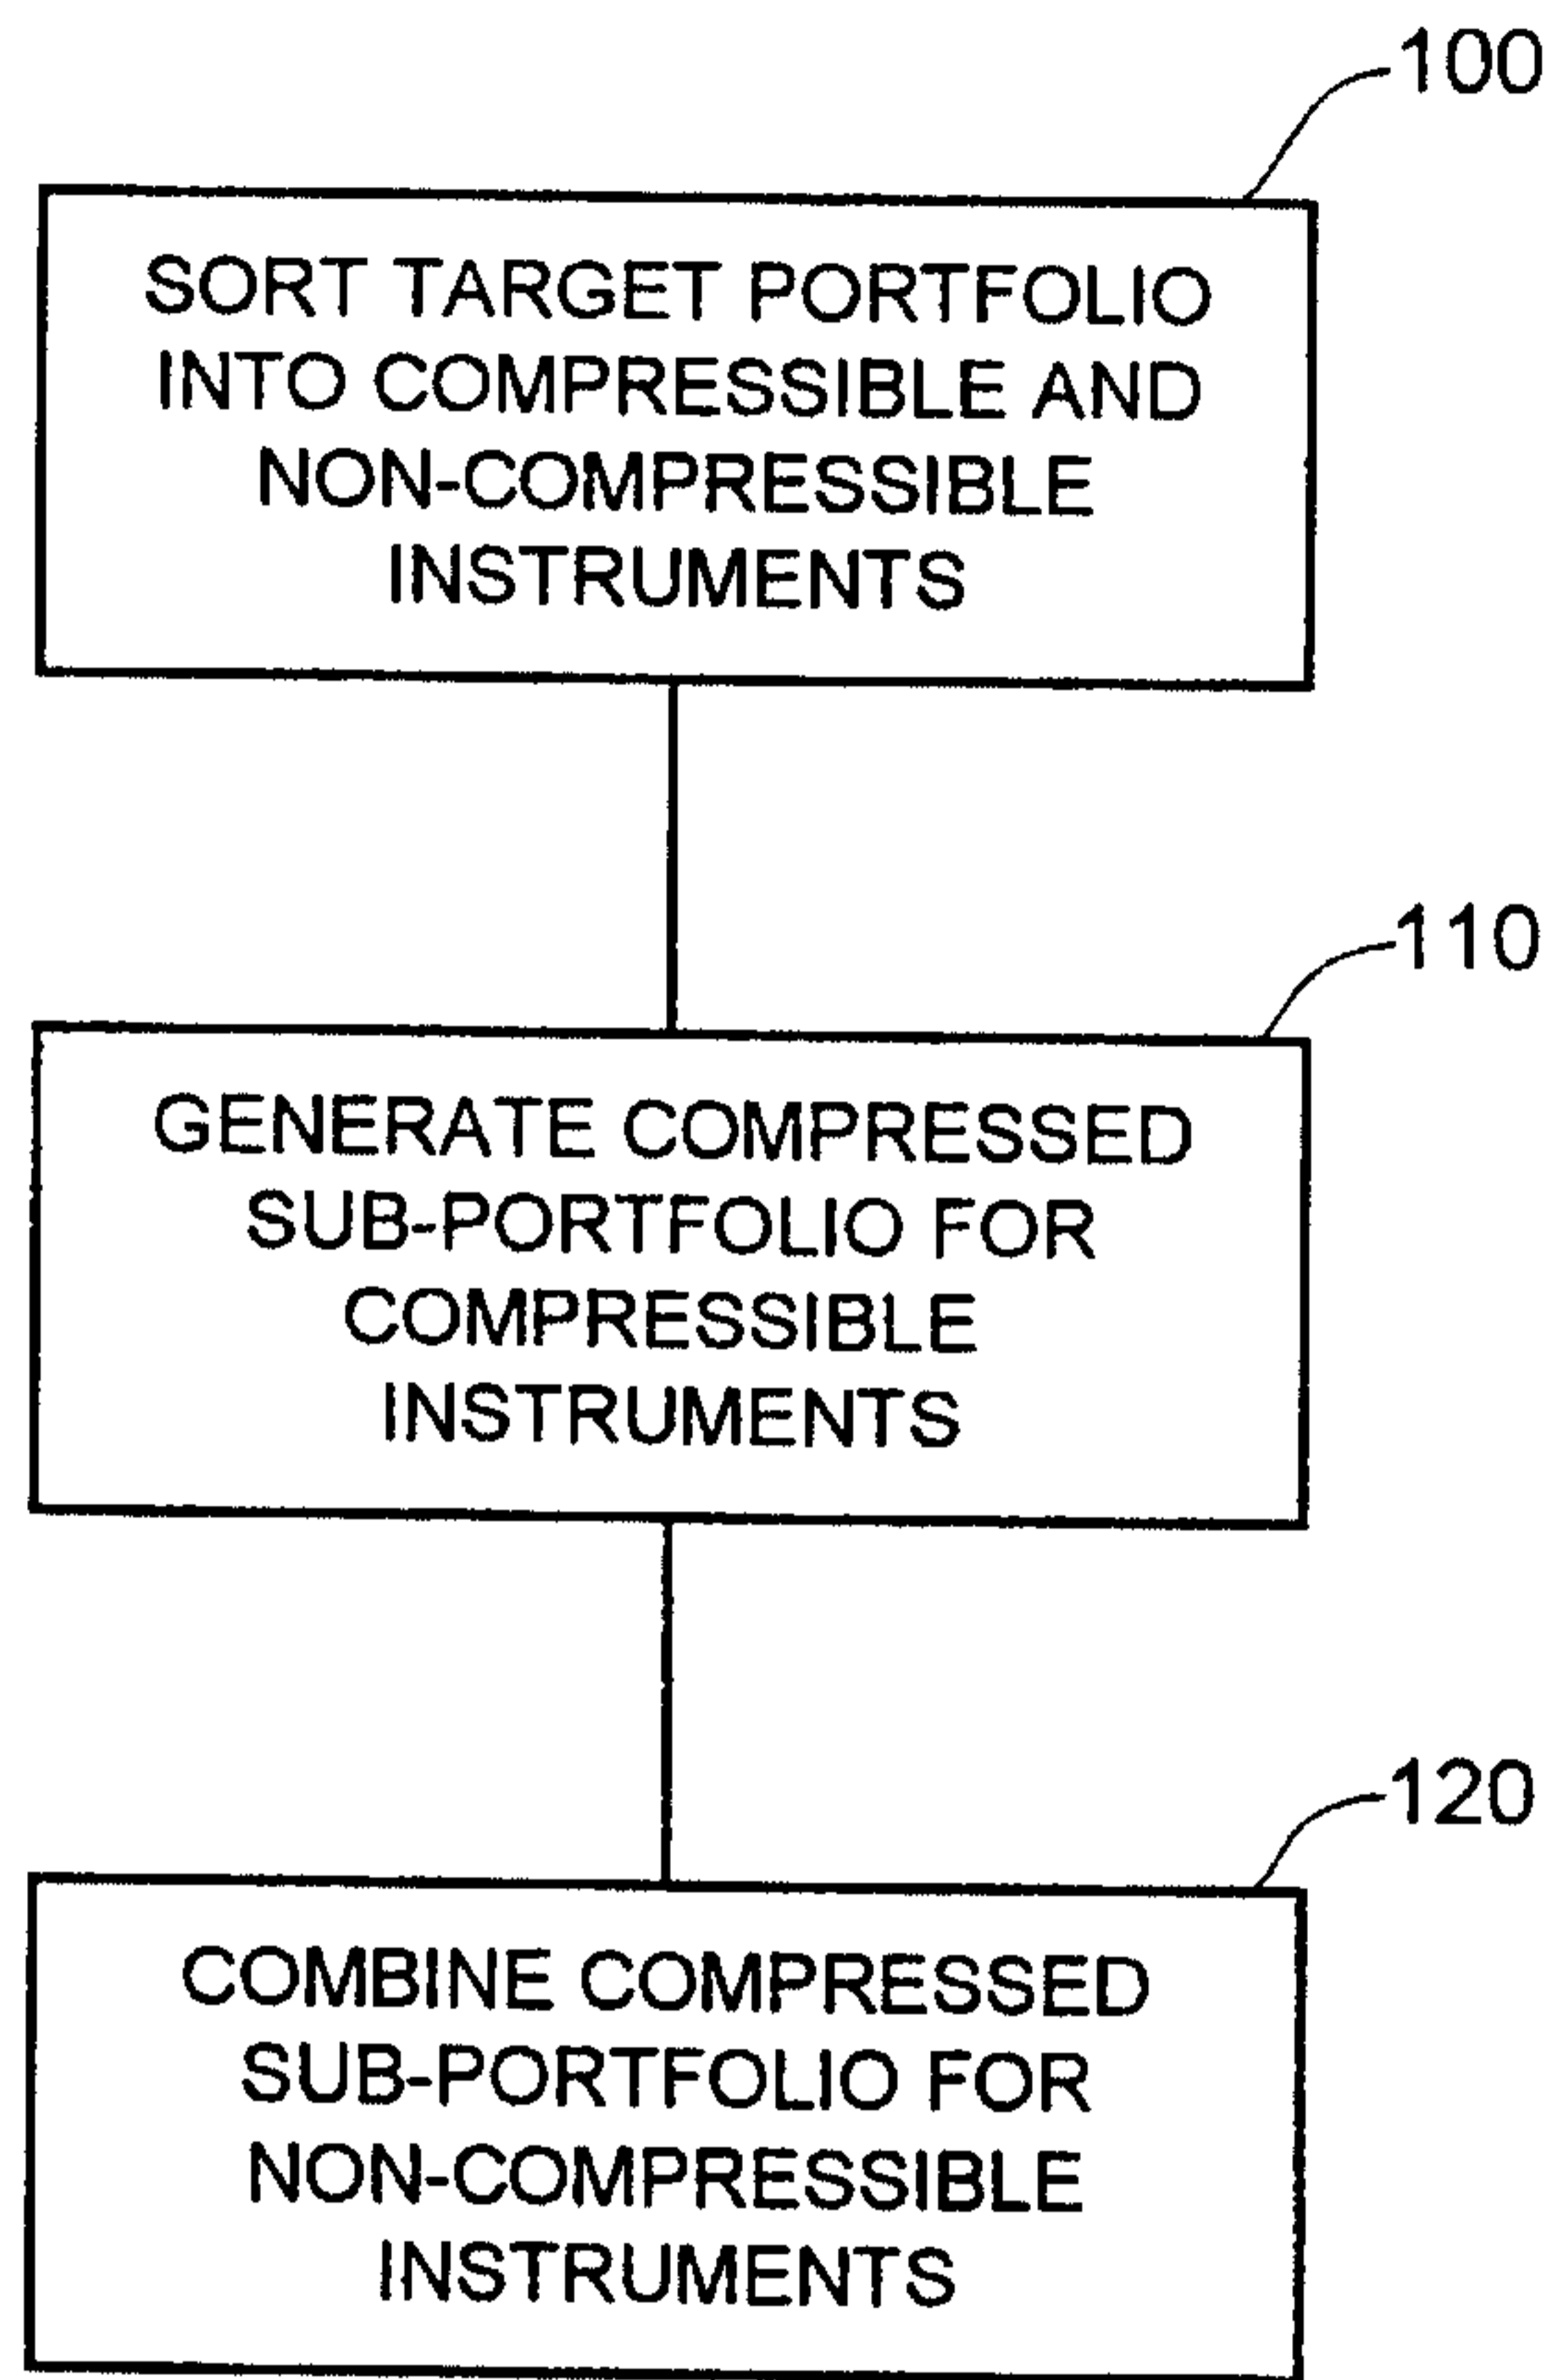 100
SORT TARGET PORTFOLIO
INTO COMPRESSIBLE AND
NON-COMPRESSIBLE
INSTRUMENTS
110
GENERATE COMPRESSED
SUB-PORTFOLIO FOR
COMPRESSIBLE
INSTRUMENTS
120
COMBINE COMPRESSED
SUB-PORTFOLIO FOR
NON-COMPRESSIBLE
INSTRUMENTS